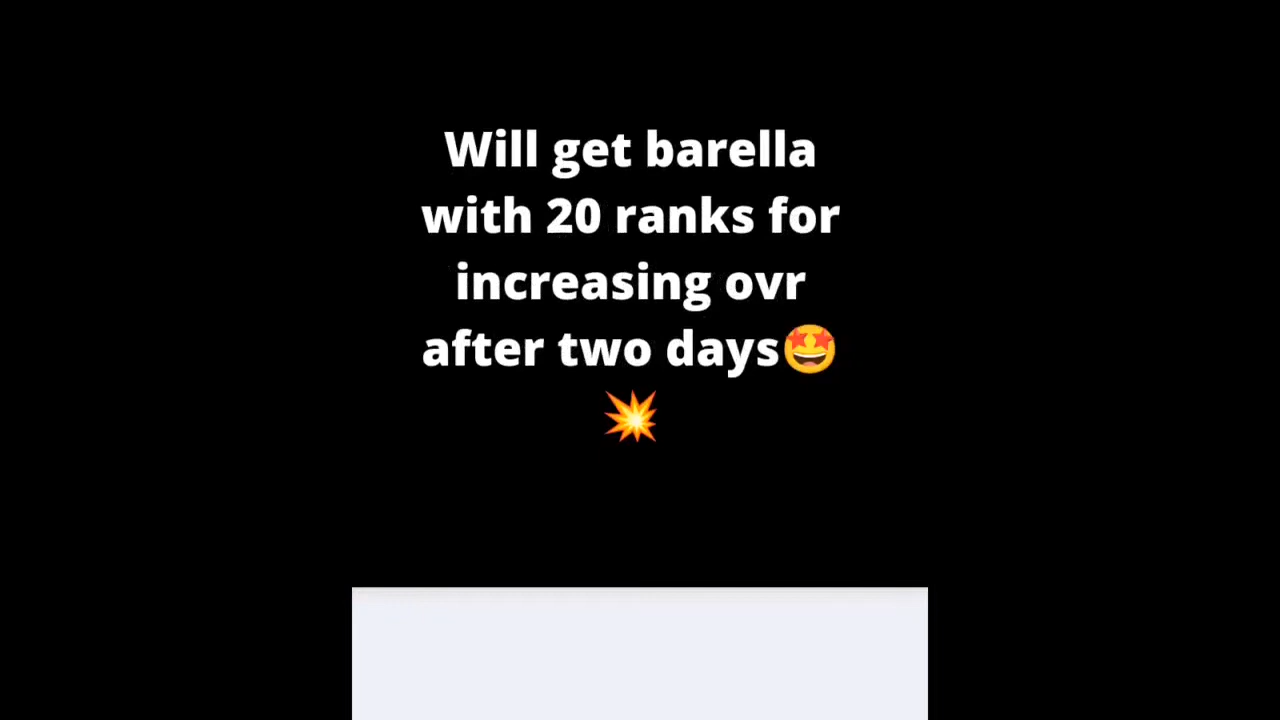 Will get barella
with 20 ranks for
increasing ovr
after two days🤩
💥